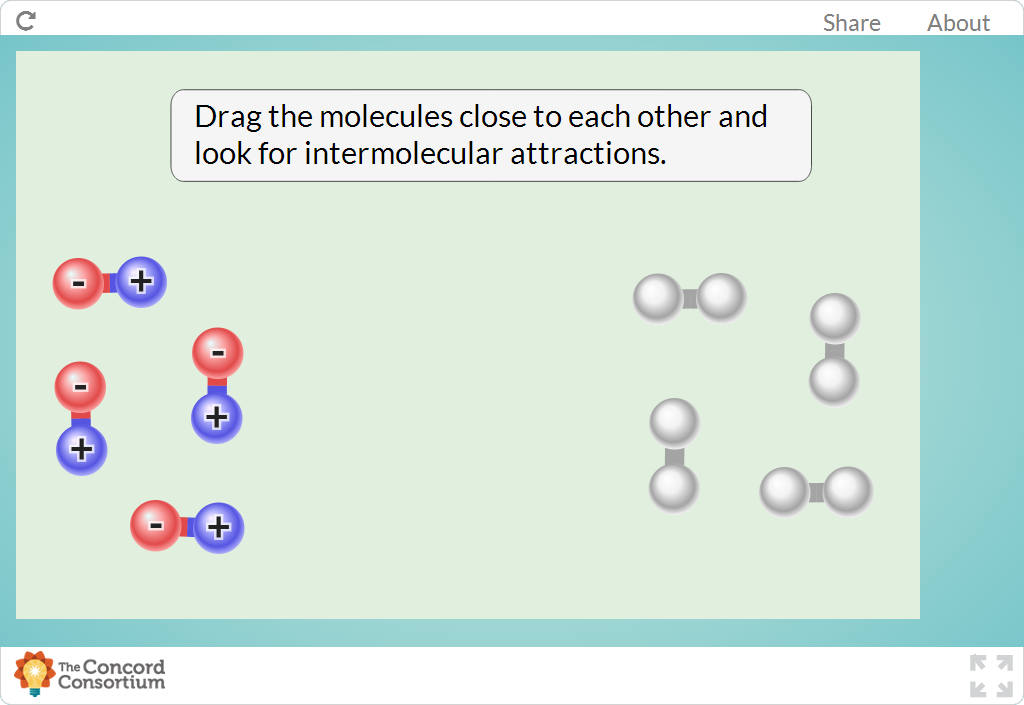 Share About
Drag the molecules close to each other and
look for intermolecular attractions.
- +
-
- +
+
- +
The Concord
Consortium